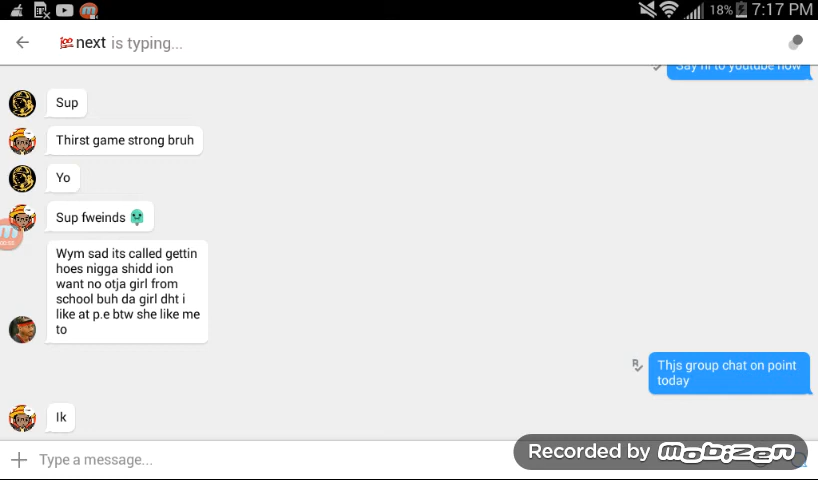 18% 7:17 PM
next is typing...
Say hi to youtube now
Sup
Thirst game strong bruh
Yo
Sup fweinds
Wym sad its called gettin
hoes nigga shidd ion
want no otja girl from
school buh da girl dht i
like at p.e btw she like me
to
Thjs group chat on point
today
Ik
Type a message...
Recorded by mobizen